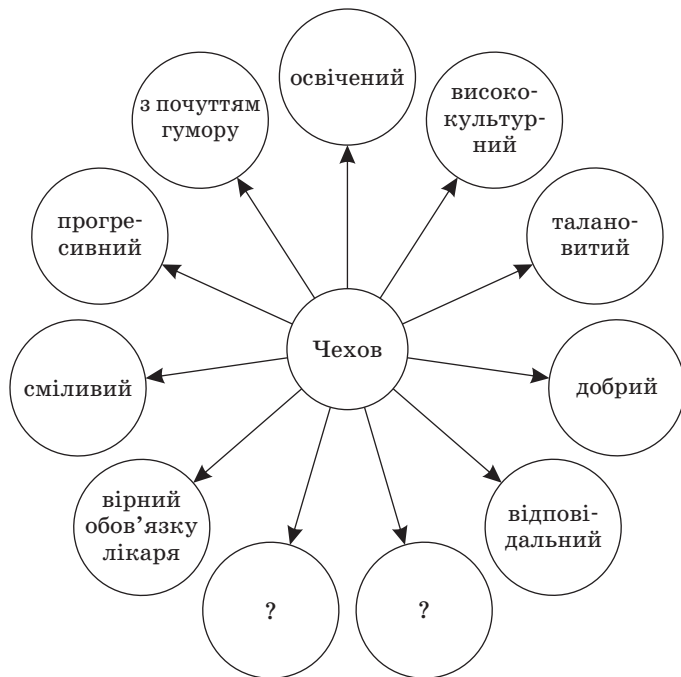 освічений
з почуттям
гумору
високо-
культур-
ний
прогре-
сивний
талано-
витий
Чехов
сміливий
добрий
вірний
обов’язку
лікаря
відпові-
дальний
?
?